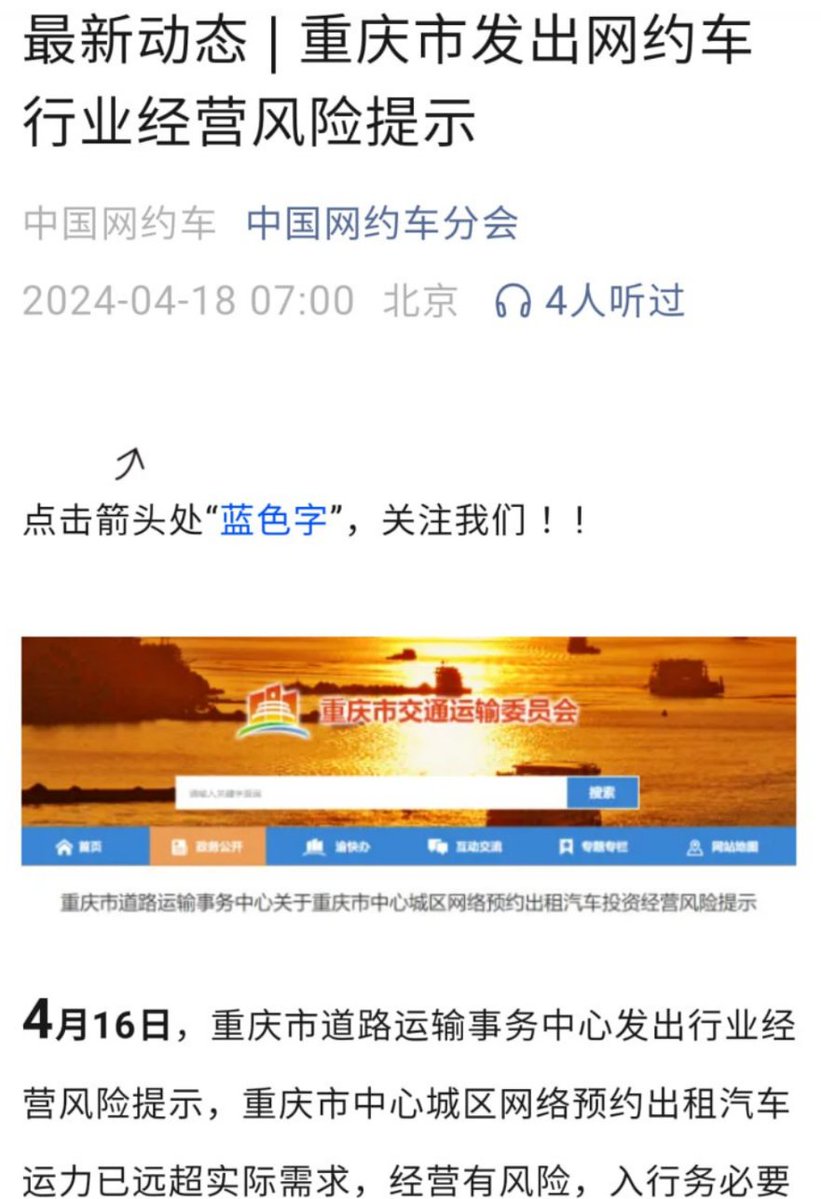 最新动态 | 重庆市发出网约车
行业经营风险提示
中国网约车 中国网约车分会
2024-04-18 07:00 北京 4人听过
点击箭头处“蓝色字”，关注我们！！
重庆市交通运输委员会
请输入关键字查询 搜索
首页 政务公开 渝快办 互动交流 专题专栏 网站地图
重庆市道路运输事务中心关于重庆市中心城区网络预约出租汽车投资经营风险提示
4月16日，重庆市道路运输事务中心发出行业经
营风险提示，重庆市中心城区网络预约出租汽车
运力已远超实际需求，经营有风险，入行务必要